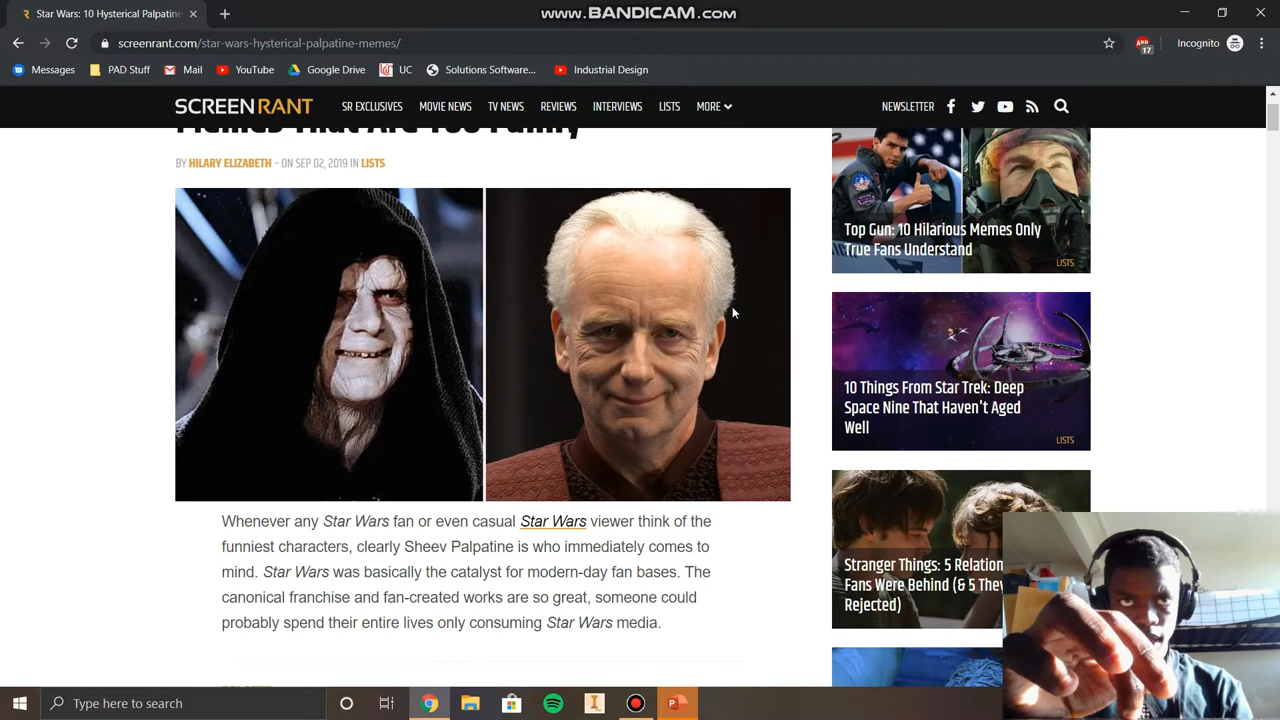 Star Wars: 10 Hysterical Palpatine
www.BANDICAM.com
screenrant.com/star-wars-hysterical-palpatine-memes/
17
Incognito
Messages
PAD Stuff
Mail
YouTube
Google Drive
UC
Solutions Software...
Industrial Design
SCREENRANT
SR EXCLUSIVES
MOVIE NEWS
TV NEWS
REVIEWS
INTERVIEWS
LISTS
MORE
NEWSLETTER
Memes That Are Too Funny
BY HILARY ELIZABETH – ON SEP 02, 2019 IN LISTS
Whenever any Star Wars fan or even casual Star Wars viewer think of the
funniest characters, clearly Sheev Palpatine is who immediately comes to
mind. Star Wars was basically the catalyst for modern-day fan bases. The
canonical franchise and fan-created works are so great, someone could
probably spend their entire lives only consuming Star Wars media.
Top Gun: 10 Hilarious Memes Only
True Fans Understand
LISTS
10 Things From Star Trek: Deep
Space Nine That Haven't Aged
Well
LISTS
Stranger Things: 5 Relation
Fans Were Behind (& 5 They
Rejected)
Type here to search